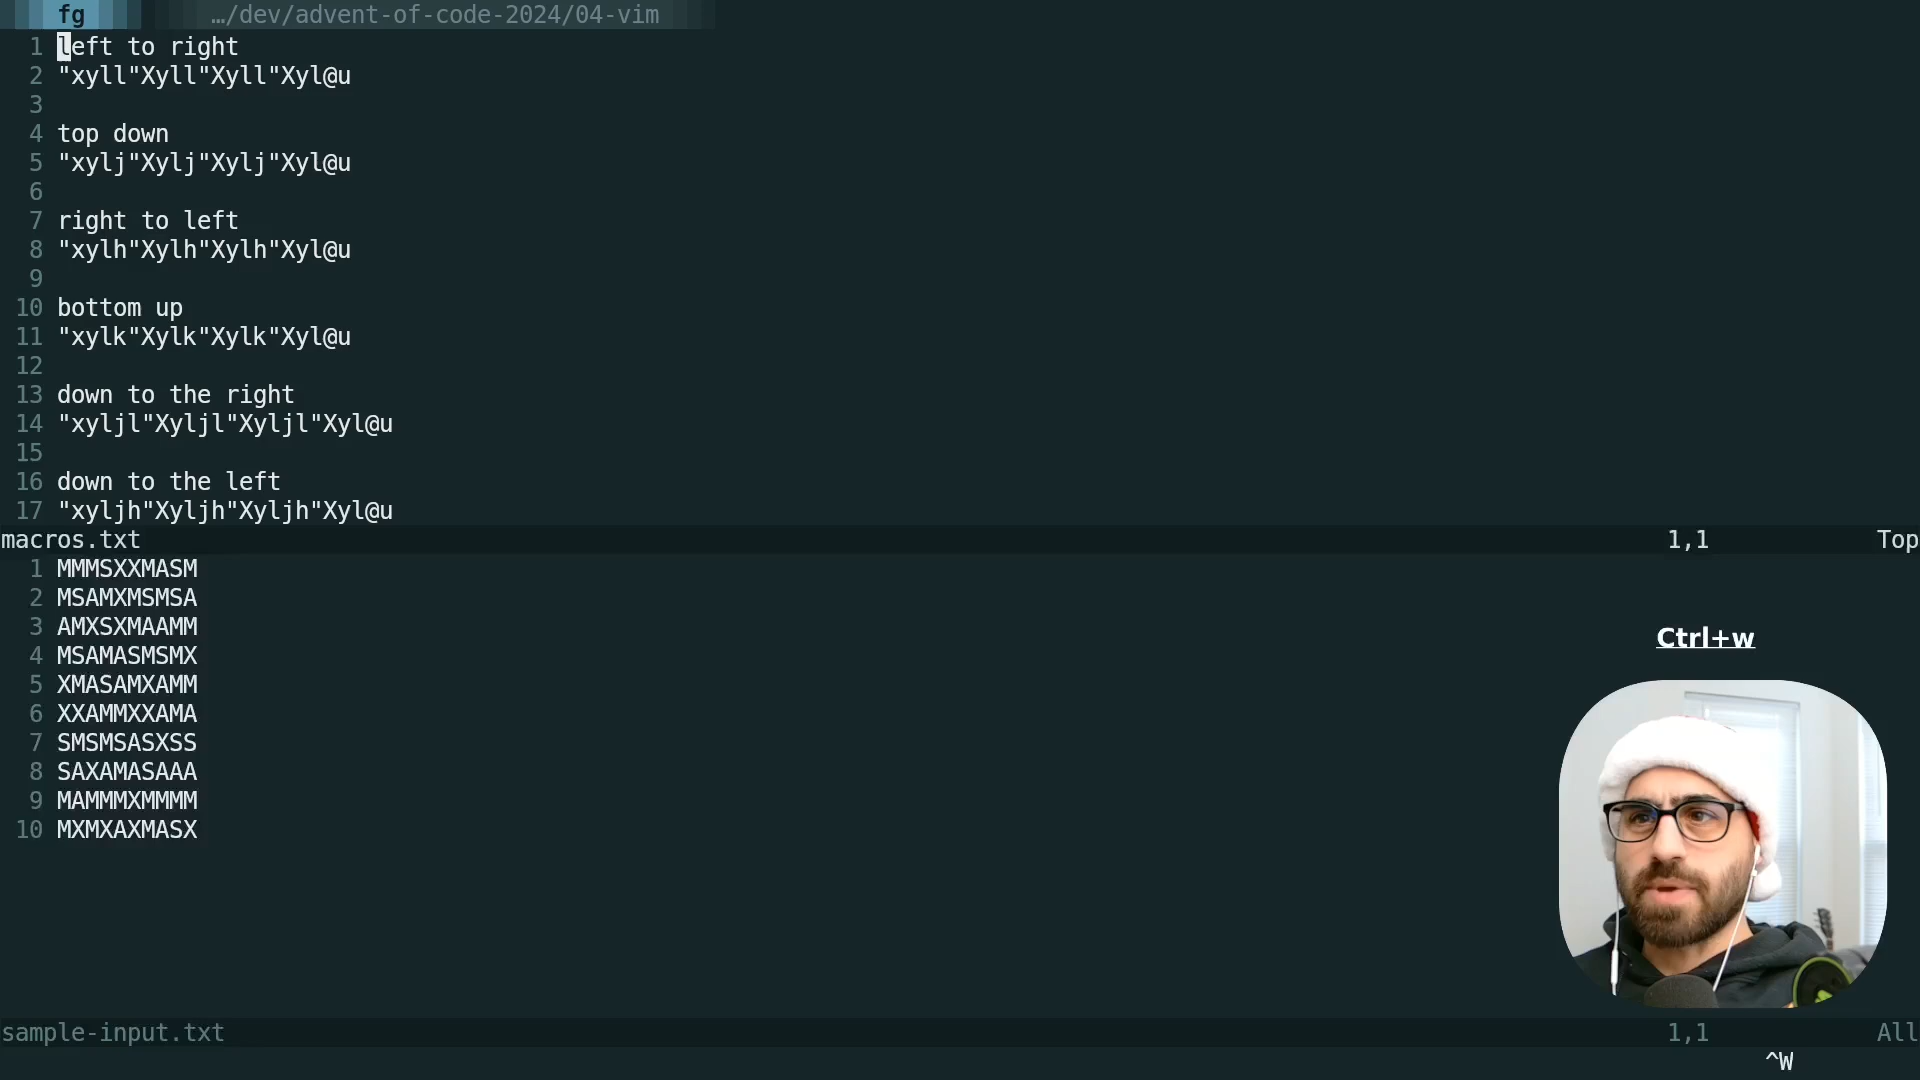 fg …/dev/advent-of-code-2024/04-vim
1 left to right
2 "xyll"Xyll"Xyll"Xyl@u
3
4 top down
5 "xylj"Xylj"Xylj"Xyl@u
6
7 right to left
8 "xylh"Xylh"Xylh"Xyl@u
9
10 bottom up
11 "xylk"Xylk"Xylk"Xyl@u
12
13 down to the right
14 "xyljl"Xyljl"Xyljl"Xyl@u
15
16 down to the left
17 "xyljh"Xyljh"Xyljh"Xyl@u
macros.txt 1,1 Top
1 MMMSXXMASM
2 MSAMXMSMSA
3 AMXSXMAAMM
4 MSAMASMSMX
5 XMASAMXAMM
6 XXAMMXXAMA
7 SMSMSASXSS
8 SAXAMASAAA
9 MAMMMXMMMM
10 MXMXAXMASX
Ctrl+w
sample-input.txt 1,1 All
^W